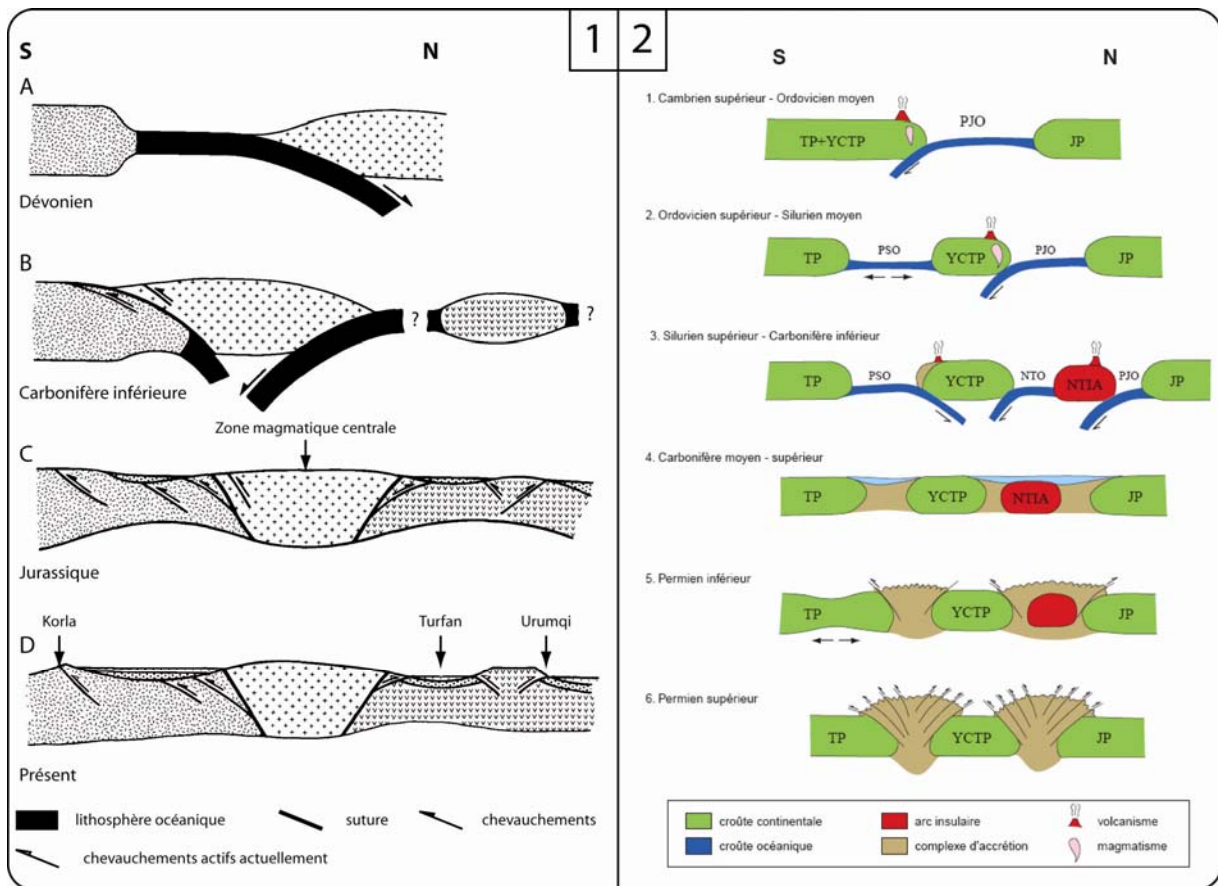 1
S
N
A
Dévonien
B
?
?
Carbonifère inférieure
Zone magmatique centrale
C
Jurassique
Korla
Turfan
Urumqi
D
Présent
lithosphère océanique
suture
chevauchements
chevauchements actifs actuellement
2
S
N
1. Cambrien supérieur - Ordovicien moyen
PJO
TP+YCTP
JP
2. Ordovicien supérieur - Silurien moyen
TP
PSO
YCTP
PJO
JP
3. Silurien supérieur - Carbonifère inférieur
TP
PSO
YCTP
NTO
NTIA
PJO
JP
4. Carbonifère moyen - supérieur
TP
YCTP
NTIA
JP
5. Permien inférieur
TP
YCTP
JP
6. Permien supérieur
TP
YCTP
JP
croûte continentale
arc insulaire
volcanisme
croûte océanique
complexe d'accrétion
magmatisme